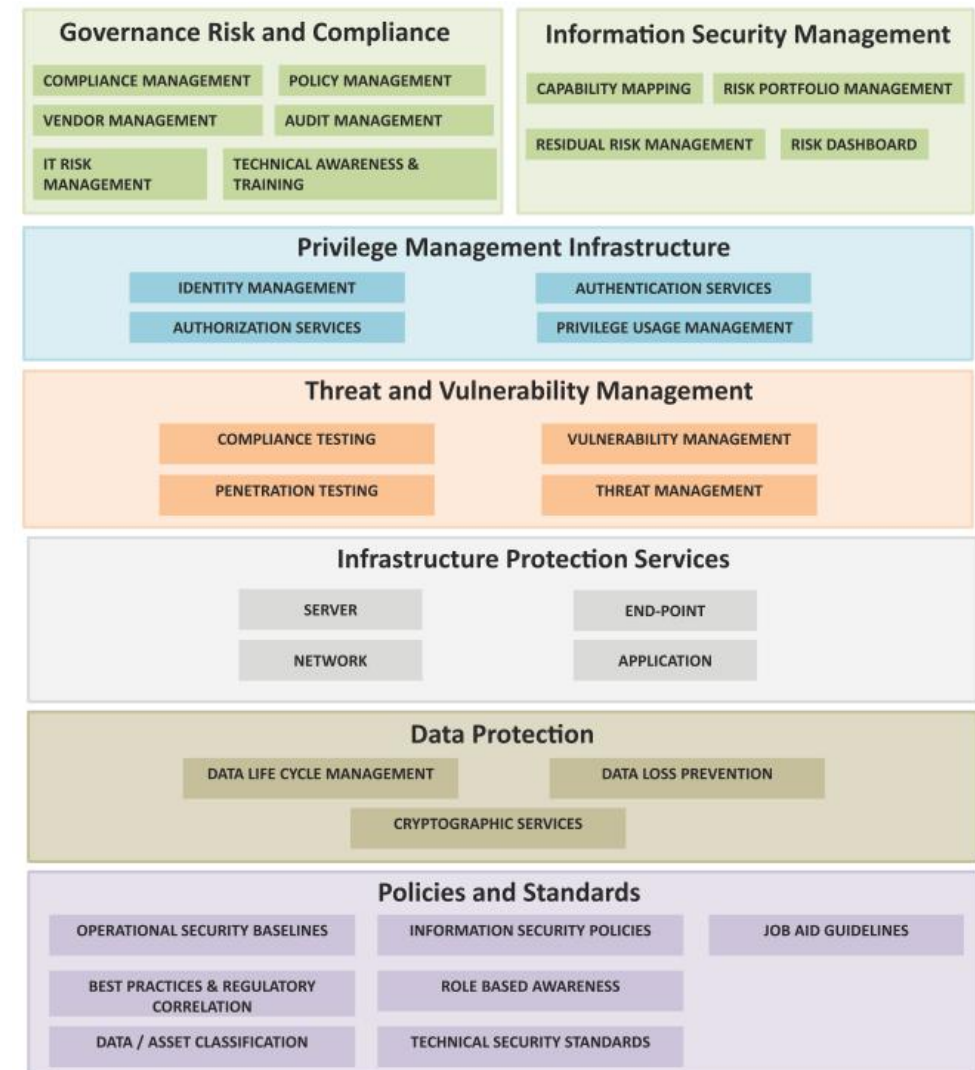 Governance Risk and Compliance
COMPLIANCE MANAGEMENT
POLICY MANAGEMENT
VENDOR MANAGEMENT
AUDIT MANAGEMENT
IT RISK
MANAGEMENT
TECHNICAL AWARENESS &
TRAINING
Information Security Management
CAPABILITY MAPPING
RISK PORTFOLIO MANAGEMENT
RESIDUAL RISK MANAGEMENT
RISK DASHBOARD
Privilege Management Infrastructure
IDENTITY MANAGEMENT
AUTHENTICATION SERVICES
AUTHORIZATION SERVICES
PRIVILEGE USAGE MANAGEMENT
Threat and Vulnerability Management
COMPLIANCE TESTING
VULNERABILITY MANAGEMENT
PENETRATION TESTING
THREAT MANAGEMENT
Infrastructure Protection Services
SERVER
END-POINT
NETWORK
APPLICATION
Data Protection
DATA LIFE CYCLE MANAGEMENT
DATA LOSS PREVENTION
CRYPTOGRAPHIC SERVICES
Policies and Standards
OPERATIONAL SECURITY BASELINES
INFORMATION SECURITY POLICIES
JOB AID GUIDELINES
BEST PRACTICES & REGULATORY
CORRELATION
ROLE BASED AWARENESS
DATA / ASSET CLASSIFICATION
TECHNICAL SECURITY STANDARDS